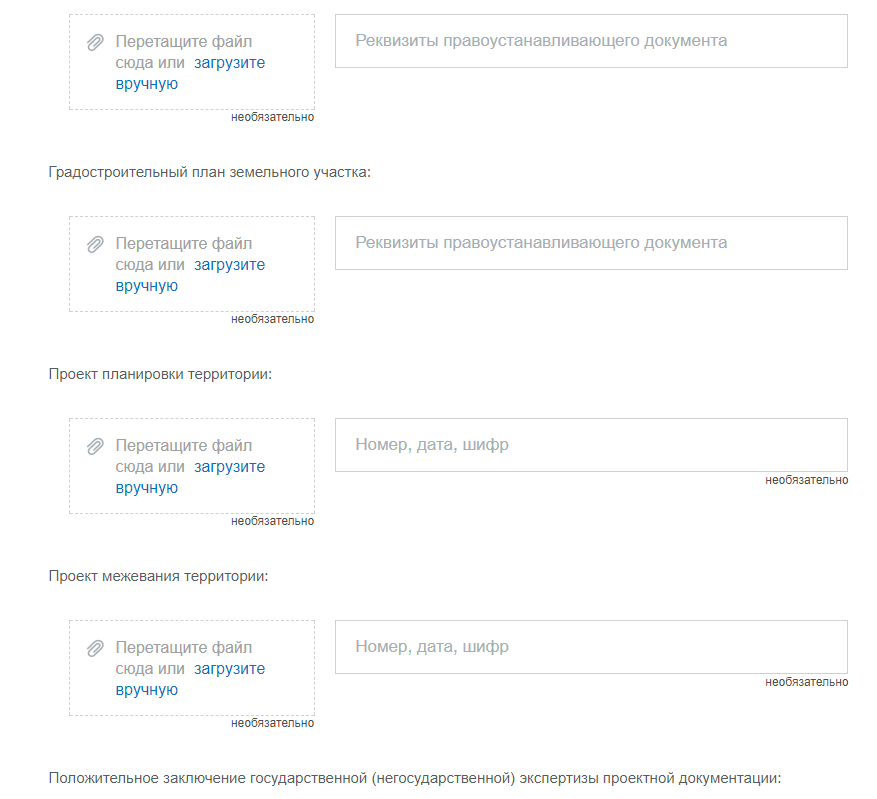 Перетащите файл
сюда или загрузите
вручную
Реквизиты правоустанавливающего документа
необязательно
Градостроительный план земельного участка:
Перетащите файл
сюда или загрузите
вручную
Реквизиты правоустанавливающего документа
необязательно
Проект планировки территории:
Перетащите файл
сюда или загрузите
вручную
Номер, дата, шифр
необязательно
необязательно
Проект межевания территории:
Перетащите файл
сюда или загрузите
вручную
Номер, дата, шифр
необязательно
необязательно
Положительное заключение государственной (негосударственной) экспертизы проектной документации: